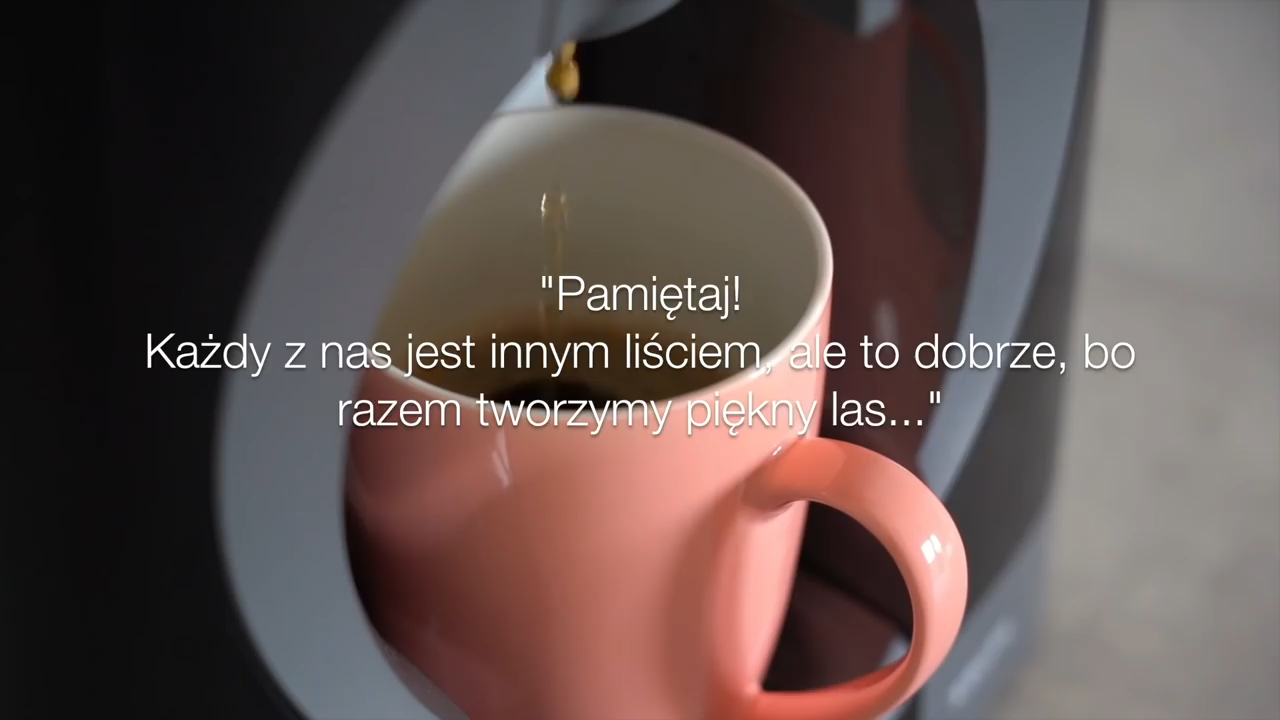 "Pamiętaj!
Każdy z nas jest innym liściem, ale to dobrze, bo
razem tworzymy piękny las..."